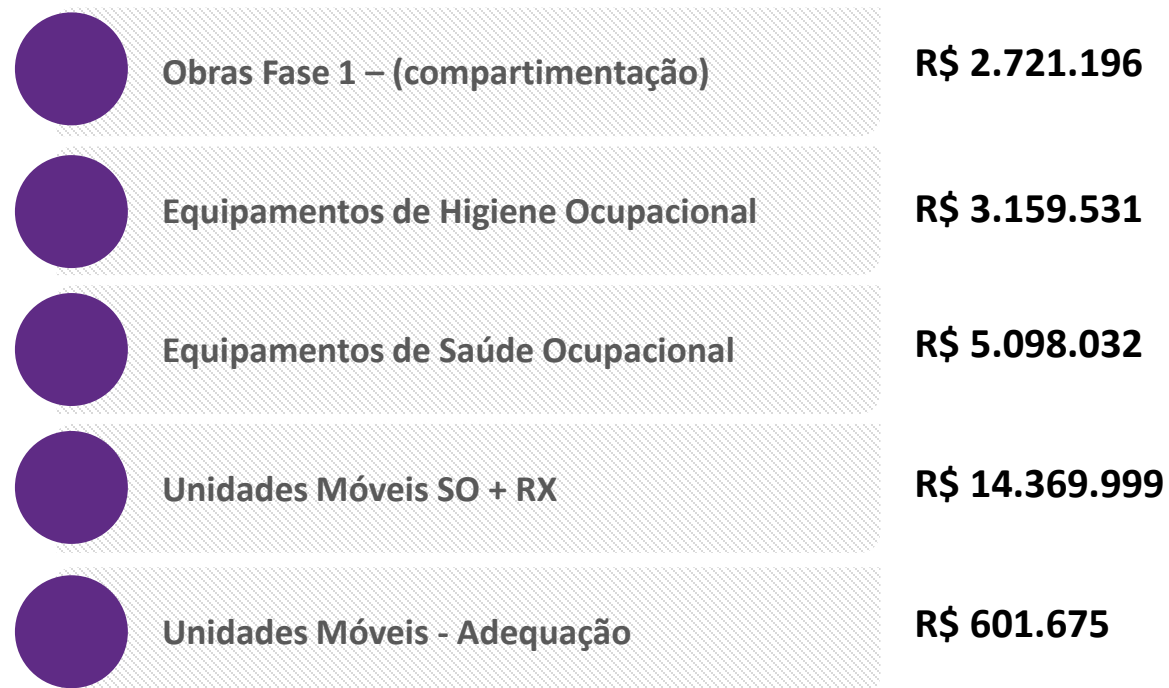 Obras Fase 1 – (compartimentação) R$ 2.721.196
Equipamentos de Higiene Ocupacional R$ 3.159.531
Equipamentos de Saúde Ocupacional R$ 5.098.032
Unidades Móveis SO + RX R$ 14.369.999
Unidades Móveis - Adequação R$ 601.675